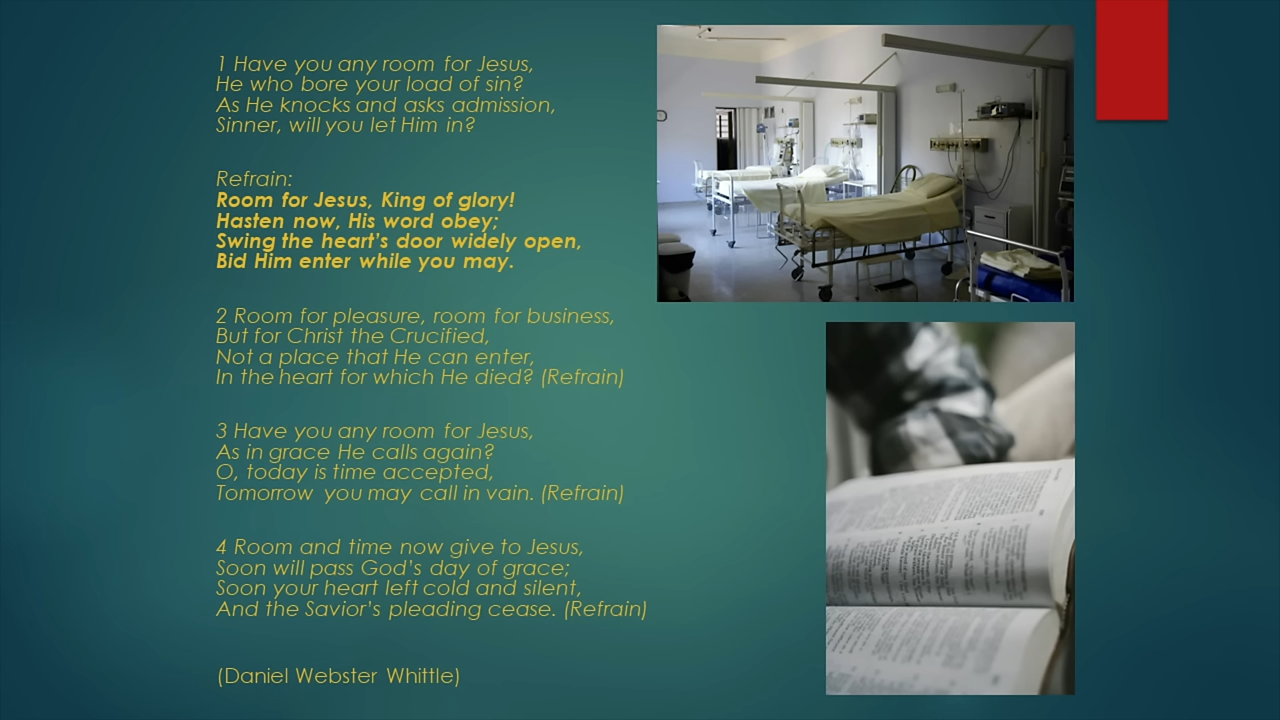 1 Have you any room for Jesus,
He who bore your load of sin?
As He knocks and asks admission,
Sinner, will you let Him in?
Refrain:
Room for Jesus, King of glory!
Hasten now, His word obey;
Swing the heart's door widely open,
Bid Him enter while you may.
2 Room for pleasure, room for business,
But for Christ the Crucified,
Not a place that He can enter,
In the heart for which He died? (Refrain)
3 Have you any room for Jesus,
As in grace He calls again?
O, today is time accepted,
Tomorrow you may call in vain. (Refrain)
4 Room and time now give to Jesus,
Soon will pass God's day of grace;
Soon your heart left cold and silent,
And the Savior's pleading cease. (Refrain)
(Daniel Webster Whittle)